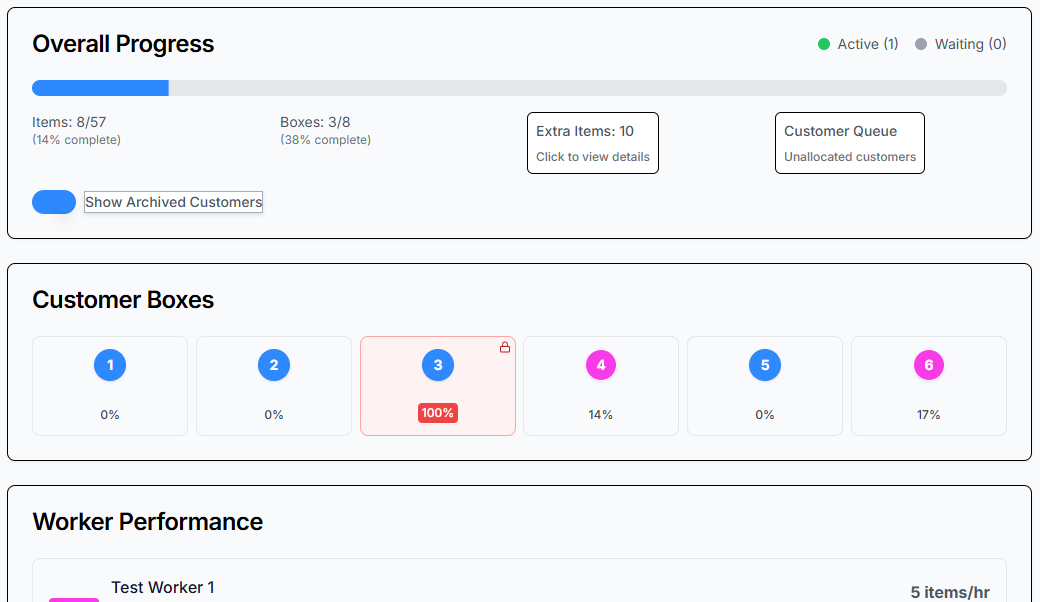 Overall Progress
Active (1)
Waiting (0)
Items: 8/57
(14% complete)
Boxes: 3/8
(38% complete)
Extra Items: 10
Click to view details
Customer Queue
Unallocated customers
Show Archived Customers
Customer Boxes
1
0%
2
0%
3
100%
4
14%
5
0%
6
17%
Worker Performance
Test Worker 1
5 items/hr